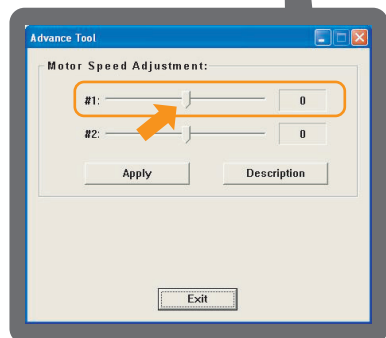 Advance Tool
Motor Speed Adjustment:
#1: 0
#2: 0
Apply Description
Exit